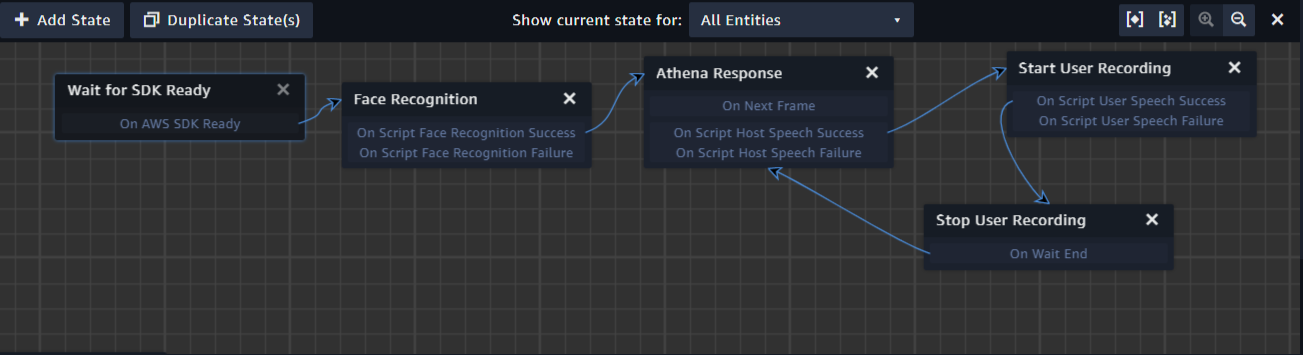 Add State
Duplicate State(s)
Show current state for:
All Entities
Wait for SDK Ready
On AWS SDK Ready
Face Recognition
On Script Face Recognition Success
On Script Face Recognition Failure
Athena Response
On Next Frame
On Script Host Speech Success
On Script Host Speech Failure
Start User Recording
On Script User Speech Success
On Script User Speech Failure
Stop User Recording
On Wait End